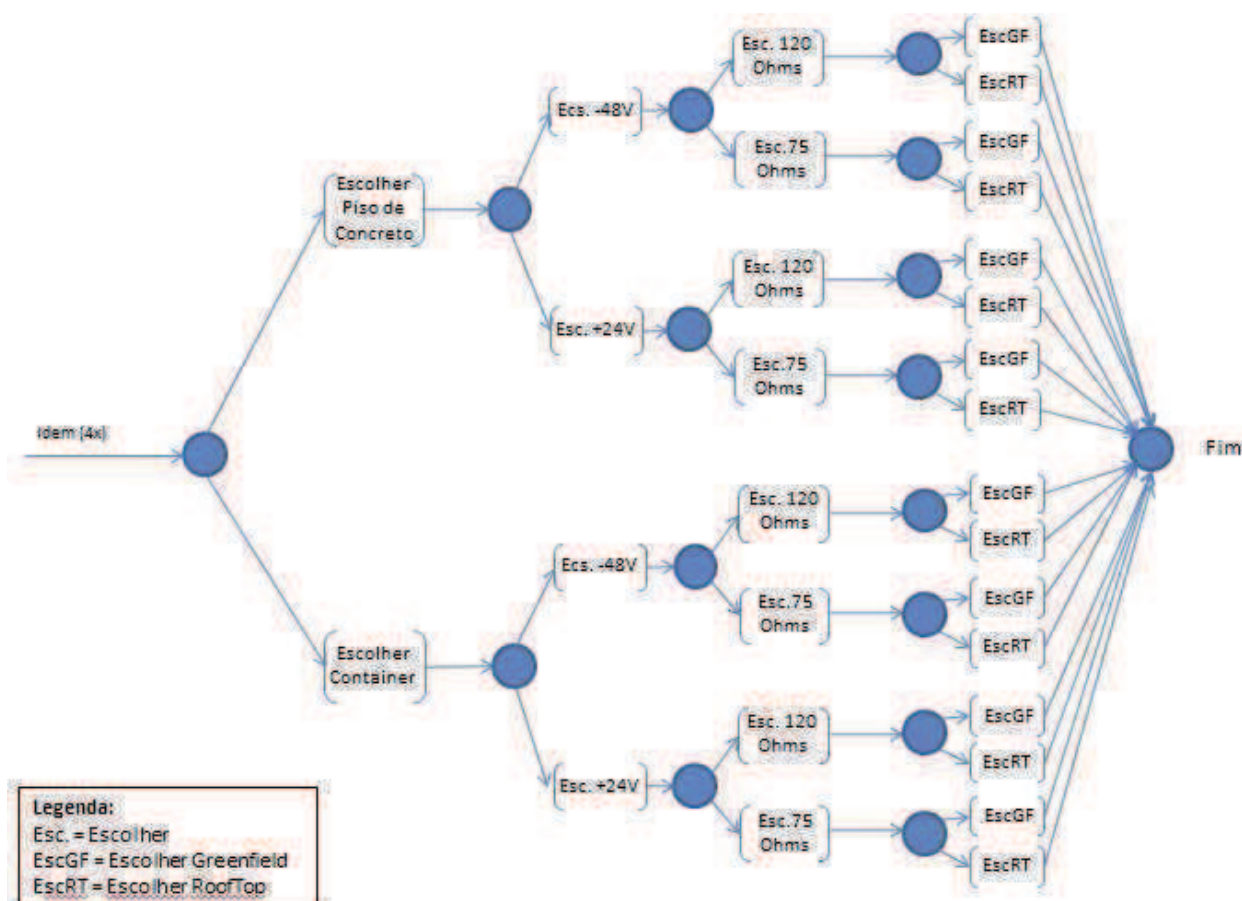 Esc. 120
Ohms
EscGF
EscRT
Ecs. -48V
Esc.75
Ohms
EscGF
EscRT
Escolher
Piso de
Concreto
Esc. 120
Ohms
EscGF
EscRT
Esc. +24V
Esc.75
Ohms
EscGF
EscRT
Idem (4x)
Fim
Esc. 120
Ohms
EscGF
EscRT
Ecs. -48V
Esc.75
Ohms
EscGF
EscRT
Escolher
Container
Esc. 120
Ohms
EscGF
EscRT
Esc. +24V
Esc.75
Ohms
EscGF
EscRT
Legenda:
Esc. = Escolher
EscGF = Escolher Greenfield
EscRT = Escolher RoofTop